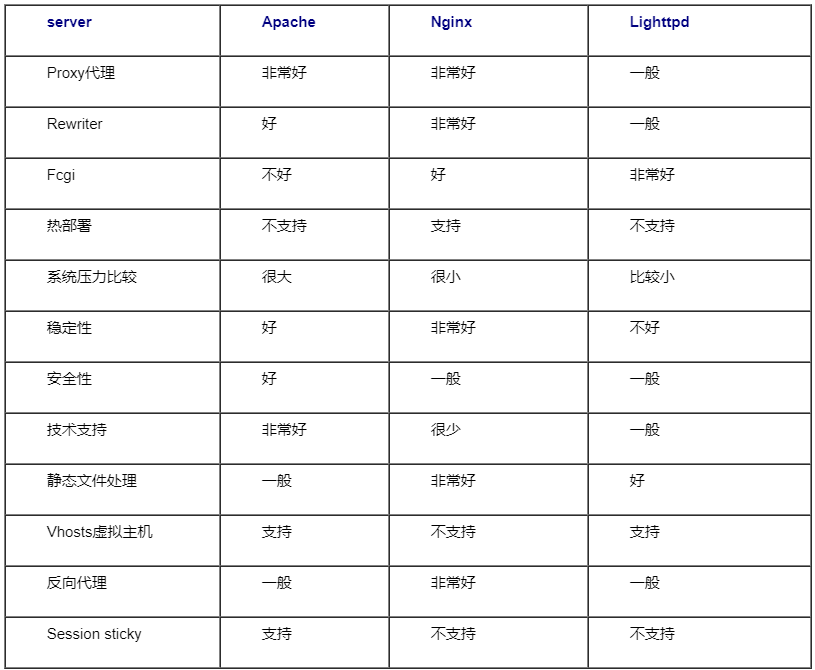 server Apache Nginx Lighttpd
Proxy代理 非常好 非常好 一般
Rewriter 好 非常好 一般
Fcgi 不好 好 非常好
热部署 不支持 支持 不支持
系统压力比较 很大 很小 比较小
稳定性 好 非常好 不好
安全性 好 一般 一般
技术支持 非常好 很少 一般
静态文件处理 一般 非常好 好
Vhosts虚拟主机 支持 不支持 支持
反向代理 一般 非常好 一般
Session sticky 支持 不支持 不支持